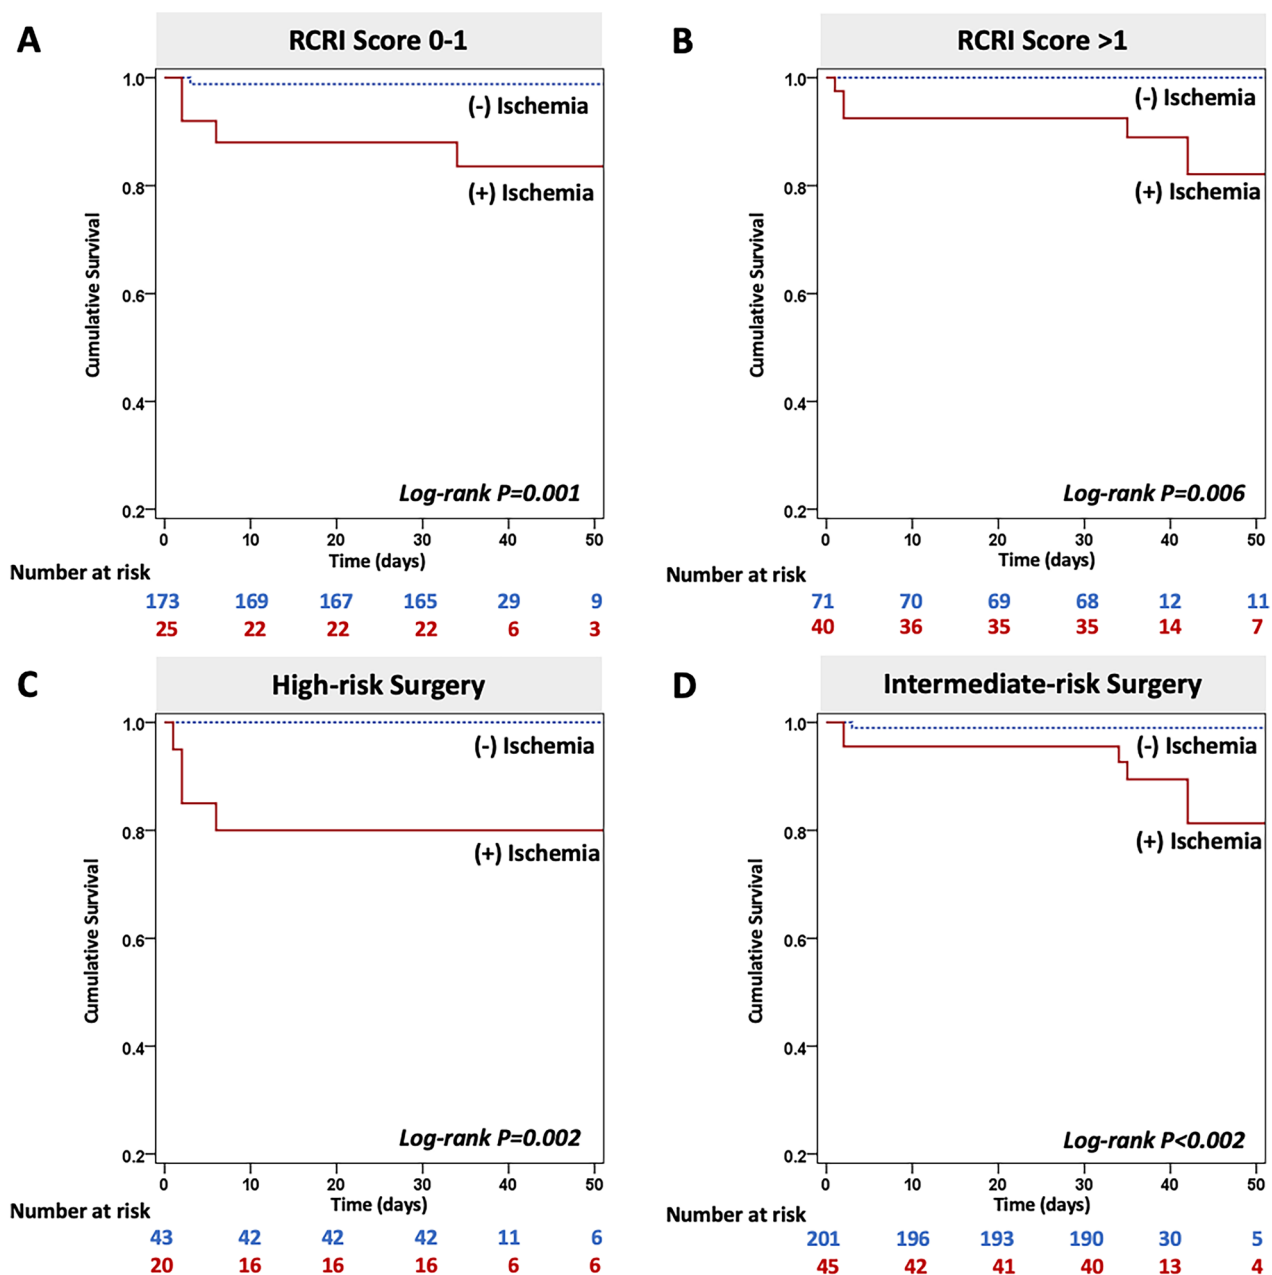 A
RCRI Score 0-1
1.0
0.8
0.6
0.4
0.2
Cumulative Survival
(-) Ischemia
(+) Ischemia
Log-rank P=0.001
0 10 20 30 40 50
Time (days)
Number at risk
173 169 167 165 29 9
25 22 22 22 6 3
B
RCRI Score >1
1.0
0.8
0.6
0.4
0.2
Cumulative Survival
(-) Ischemia
(+) Ischemia
Log-rank P=0.006
0 10 20 30 40 50
Time (days)
Number at risk
71 70 69 68 12 11
40 36 35 35 14 7
C
High-risk Surgery
1.0
0.8
0.6
0.4
0.2
Cumulative Survival
(-) Ischemia
(+) Ischemia
Log-rank P=0.002
0 10 20 30 40 50
Time (days)
Number at risk
43 42 42 42 11 6
20 16 16 16 6 6
D
Intermediate-risk Surgery
1.0
0.8
0.6
0.4
0.2
Cumulative Survival
(-) Ischemia
(+) Ischemia
Log-rank P<0.002
0 10 20 30 40 50
Time (days)
Number at risk
201 196 193 190 30 5
45 42 41 40 13 4